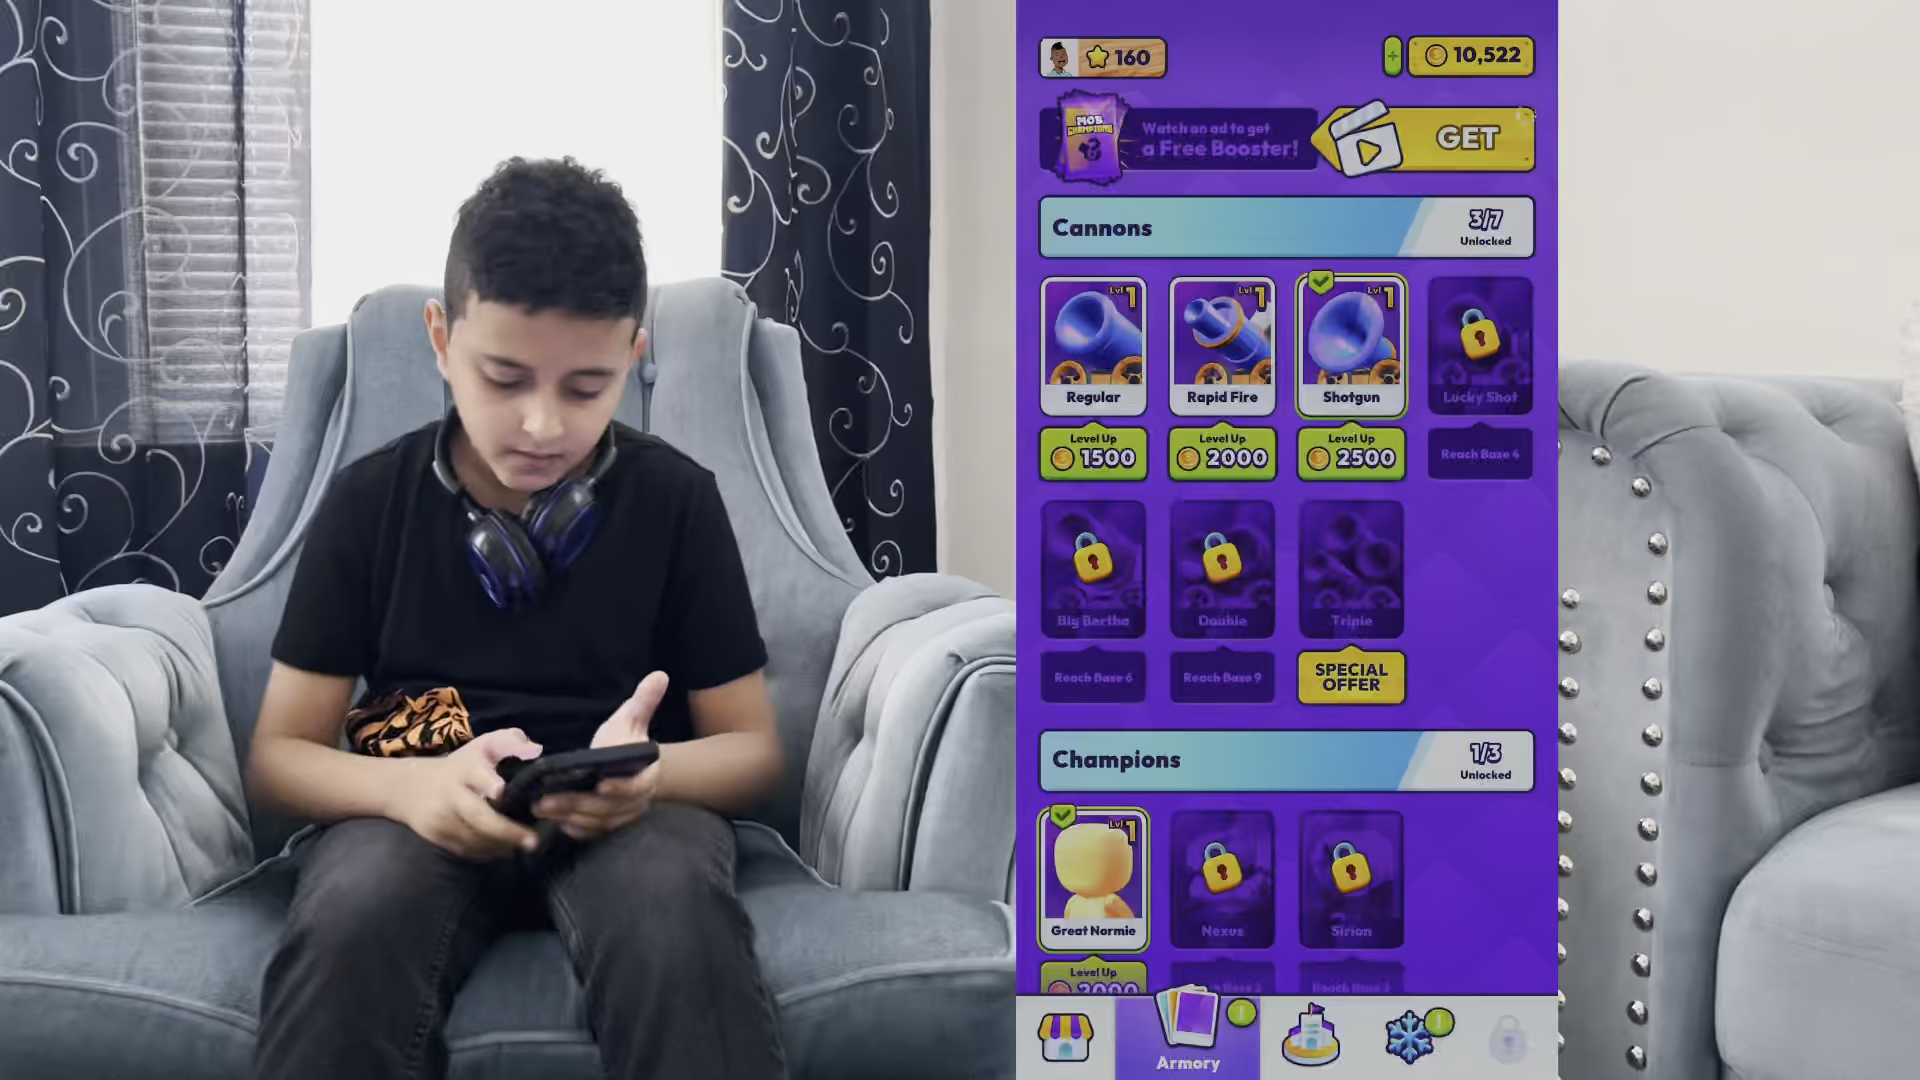 160
10,522
MOB
CHAMPIONS
Watch an ad to get
a Free Booster!
GET
Cannons
3/7
Unlocked
Lvl 1
Lvl 1
Lvl 1
Regular
Rapid Fire
Shotgun
Lucky Shot
Level Up
1500
Level Up
2000
Level Up
2500
Reach Base 4
Big Bertha
Double
Triple
Reach Base 6
Reach Base 9
SPECIAL
OFFER
Champions
1/3
Unlocked
Lvl 1
Great Normie
Nexus
Sirion
Level Up
Armory